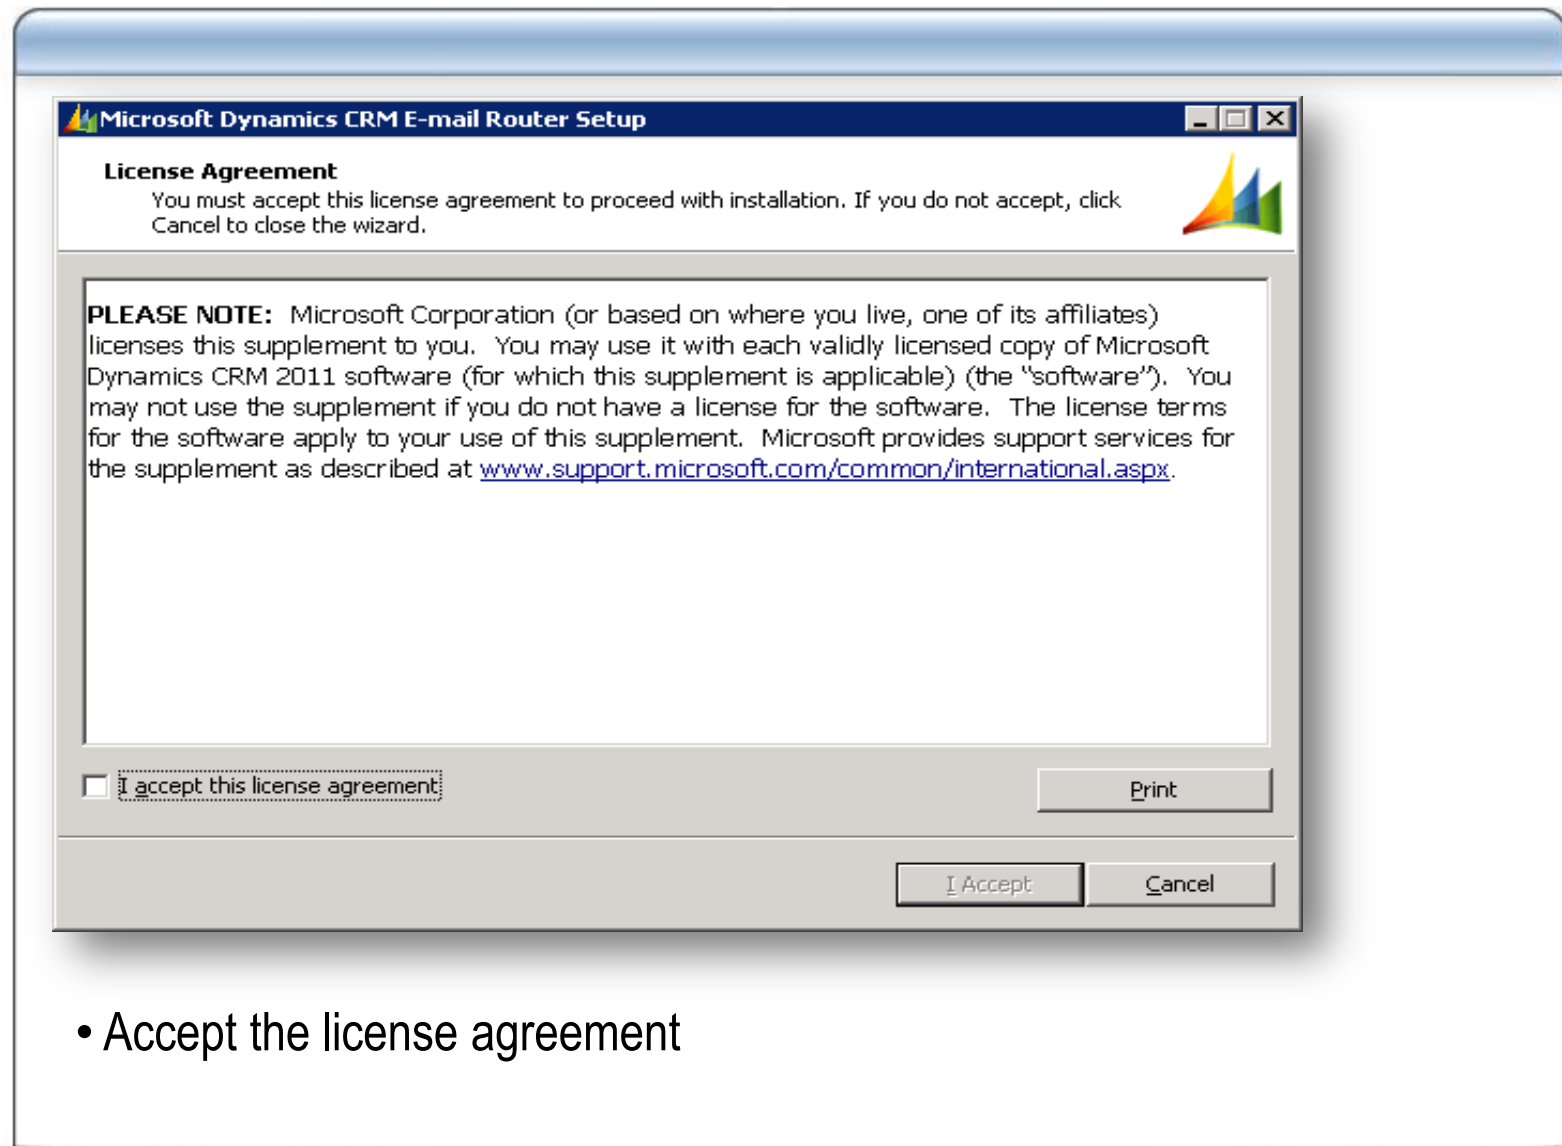 Microsoft Dynamics CRM E-mail Router Setup
License Agreement
You must accept this license agreement to proceed with installation. If you do not accept, click
Cancel to close the wizard.
PLEASE NOTE: Microsoft Corporation (or based on where you live, one of its affiliates)
licenses this supplement to you. You may use it with each validly licensed copy of Microsoft
Dynamics CRM 2011 software (for which this supplement is applicable) (the “software”). You
may not use the supplement if you do not have a license for the software. The license terms
for the software apply to your use of this supplement. Microsoft provides support services for
the supplement as described at www.support.microsoft.com/common/international.aspx.
I accept this license agreement
Print
I Accept
Cancel
• Accept the license agreement